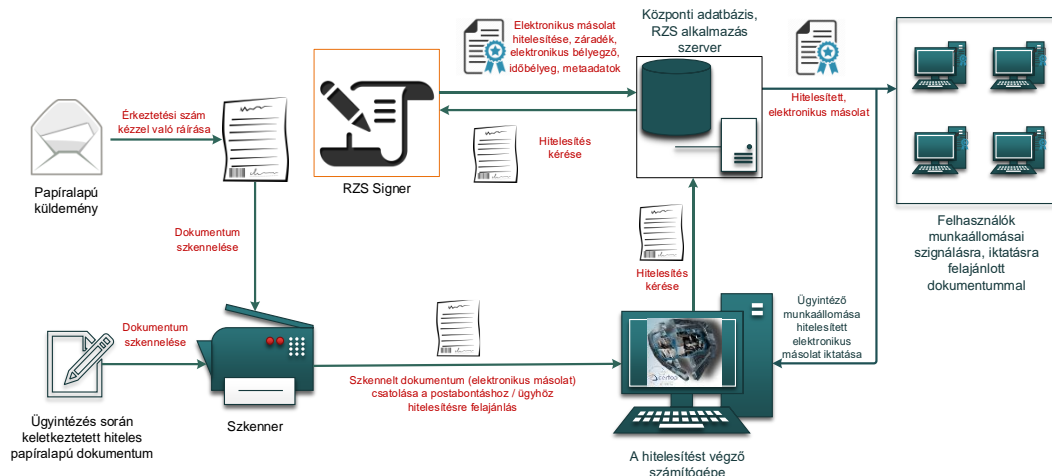 Elektronikus másolat
hitelesítése, záradék,
elektronikus bélyegző,
időbélyeg, metaadatok
Központi adatbázis,
RZS alkalmazás
szerver
Érkeztetési szám
kézzel való ráírása
Hitelesített,
elektronikus másolat
Hitelesítés
kérése
Papíralapú
küldemény
RZS Signer
Dokumentum
szkennelése
Felhasználók
munkaállomásai
szignálásra, iktatásra
felajánlott
dokumentummal
Hitelesítés
kérése
Ügyintéző
munkaállomása
hitelesített
elektronikus
másolat iktatása
Dokumentum
szkennelése
Szkennelt dokumentum (elektronikus másolat)
csatolása a postabontáshoz / ügyhöz
hitelesítésre felajánlás
Ügyintézés során
keletkeztetett hiteles
papíralapú dokumentum
Szkenner
A hitelesítést végző
számítógépe